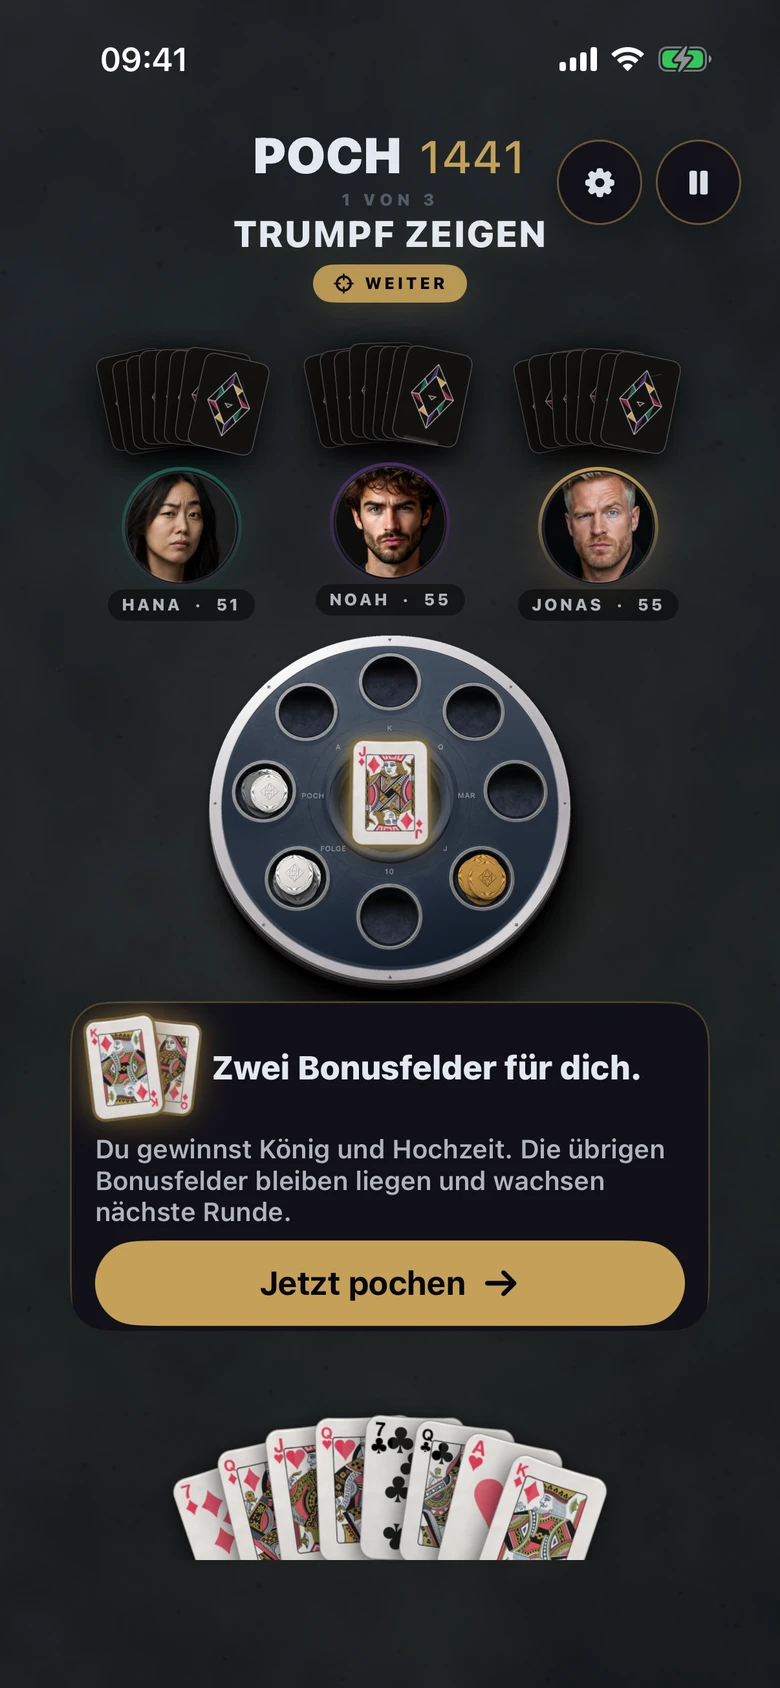 09:41
POCH 1441
1 VON 3
TRUMPF ZEIGEN
WEITER
HANA · 51
NOAH · 55
JONAS · 55
K
A
Q
J
J
POCH
MAR
FOLGE
J
10
K
K
Q
Zwei Bonusfelder für dich.
Du gewinnst König und Hochzeit. Die übrigen
Bonusfelder bleiben liegen und wachsen
nächste Runde.
Jetzt pochen →
7
Q
J
Q
7
Q
A
K